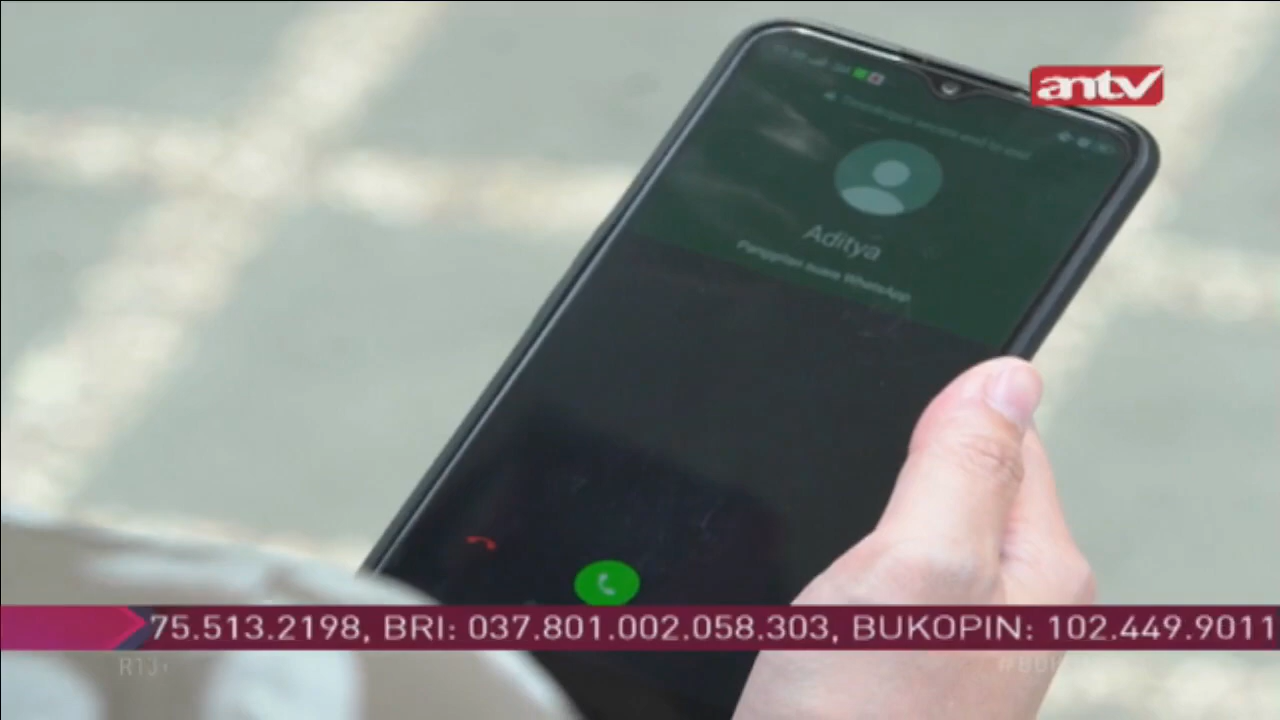 antv
Aditya
Panggilan suara WhatsApp
75.513.2198, BRI: 037.801.002.058.303, BUKOPIN: 102.449.9011